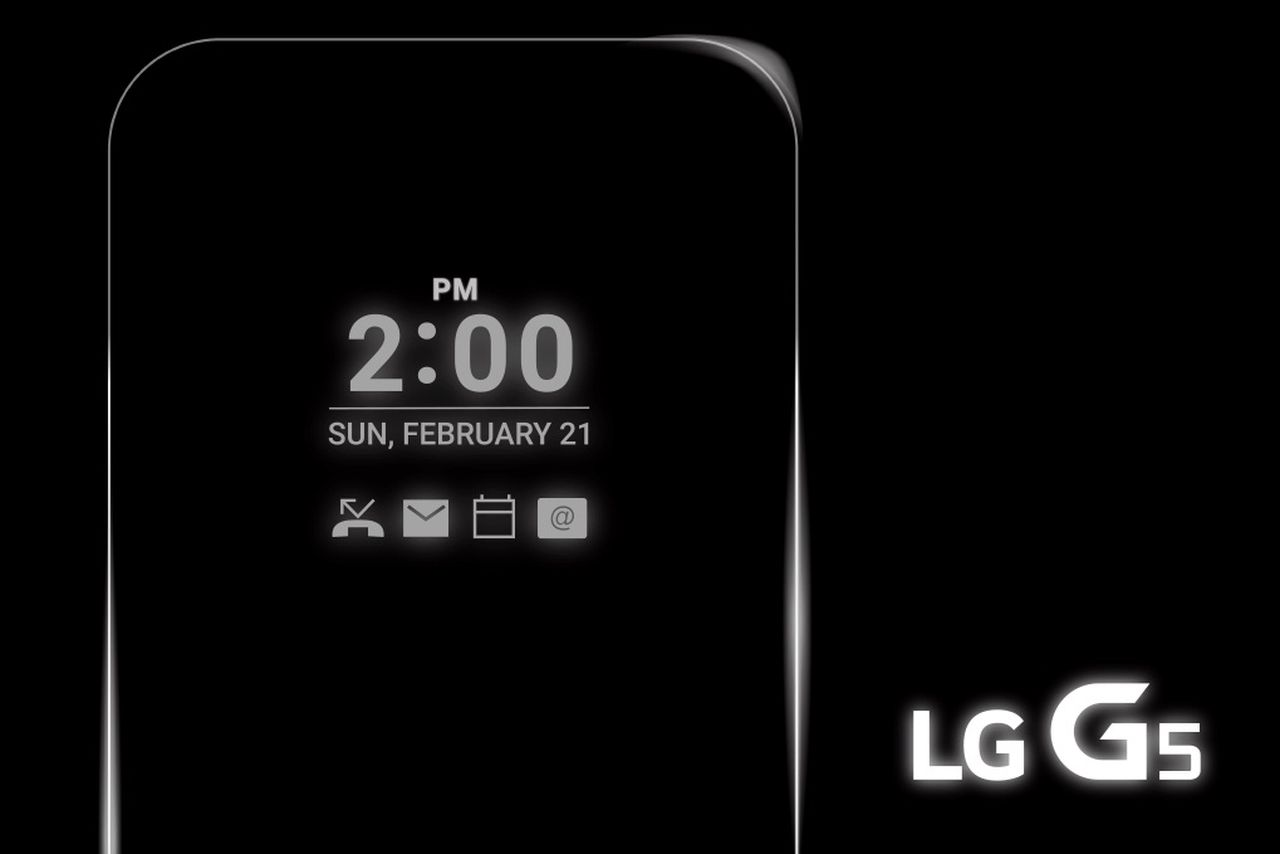 PM
2:00
SUN, FEBRUARY 21
@
LG G5